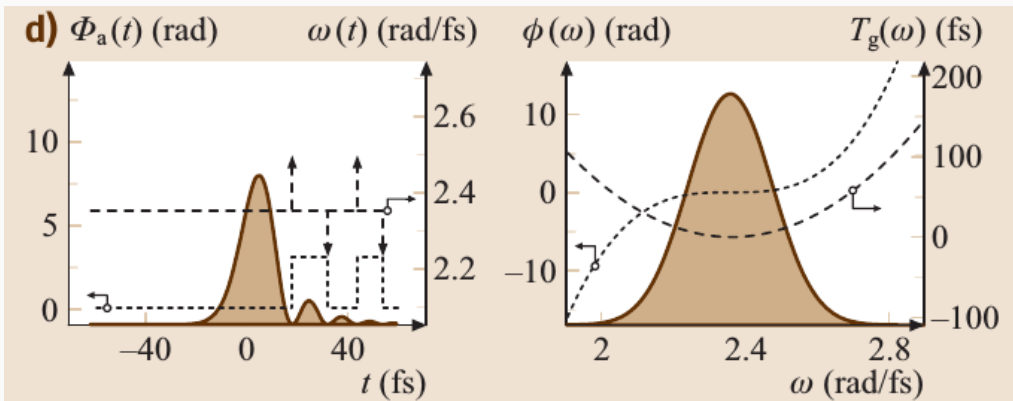 d) Φa(t) (rad) ω(t) (rad/fs) ϕ(ω) (rad) Tg(ω) (fs)
200
10 2.6 10
100
2.4 0
5
0
2.2 –10
0
–100
–40 0 40 2 2.4 2.8
t (fs) ω (rad/fs)